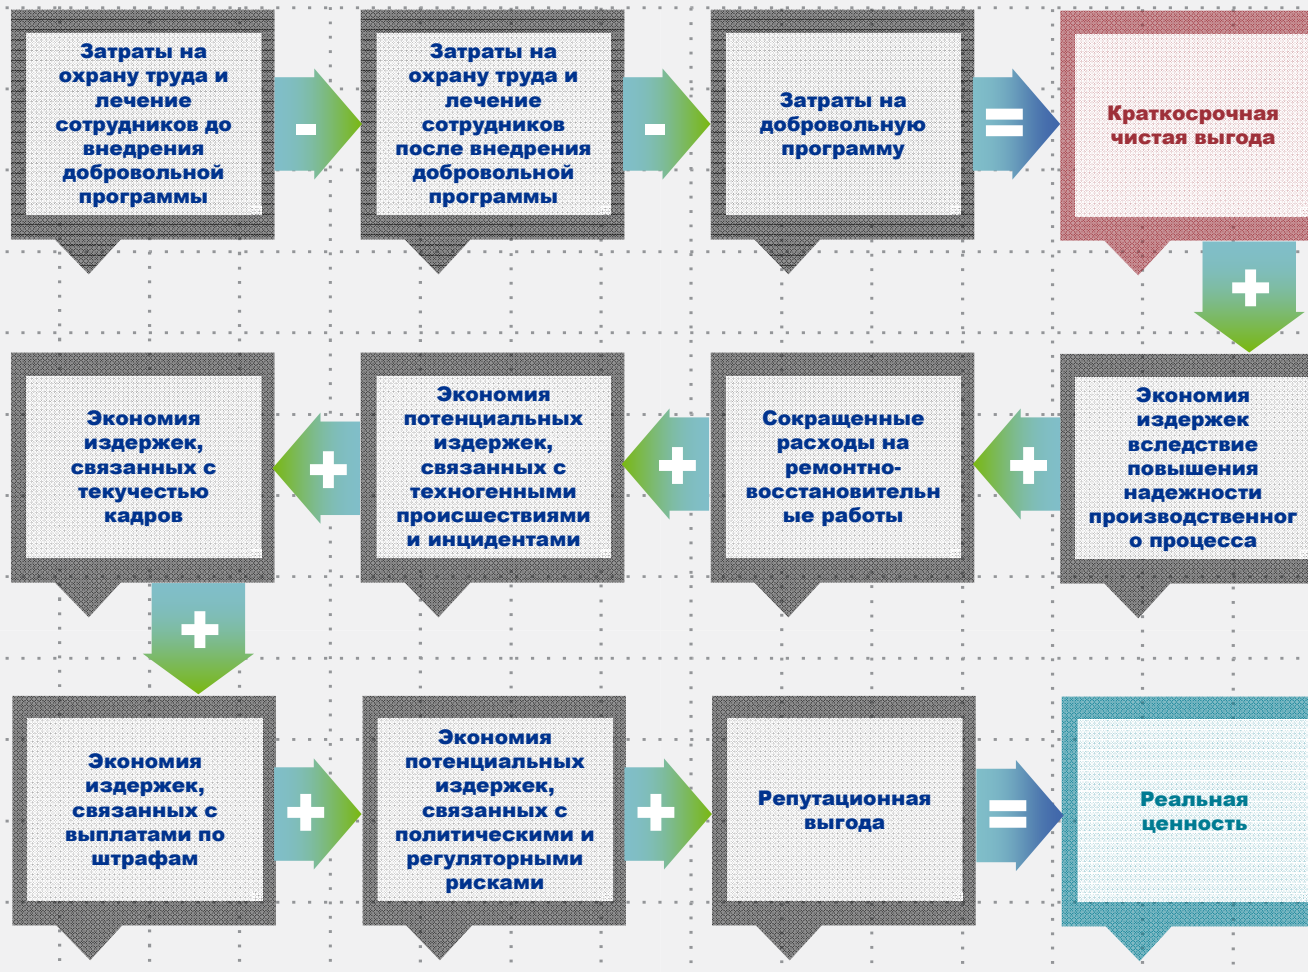 Затраты на
охрану труда и
лечение
сотрудников до
внедрения
добровольной
программы
-
Затраты на
охрану труда и
лечение
сотрудников
после внедрения
добровольной
программы
-
Затраты на
добровольную
программу
=
Краткосрочная
чистая выгода
+
Экономия
издержек
вследствие
повышения
надежности
производственног
о процесса
+
Сокращенные
расходы на
ремонтно-
восстановительн
ые работы
+
Экономия
потенциальных
издержек,
связанных с
техногенными
происшествиями
и инцидентами
+
Экономия
издержек,
связанных с
текучестью
кадров
+
Экономия
издержек,
связанных с
выплатами по
штрафам
+
Экономия
потенциальных
издержек,
связанных с
политическими и
регуляторными
рисками
+
Репутационная
выгода
=
Реальная
ценность